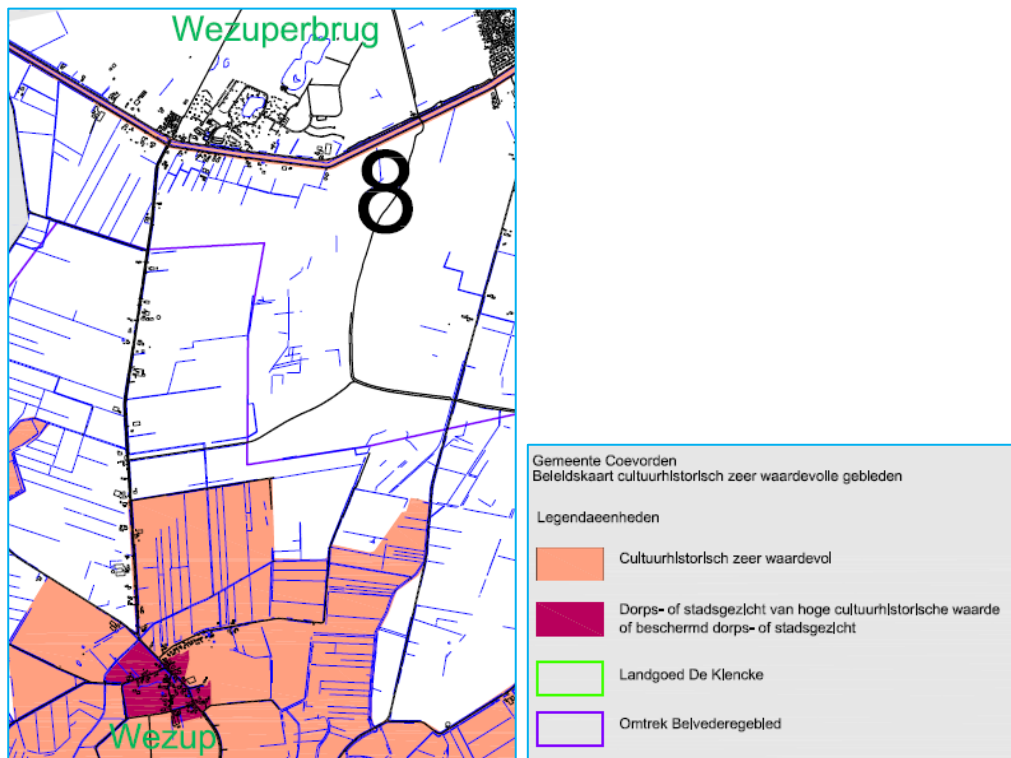 Wezuperbrug
8
Wezup
Gemeente Coevorden
Beleidskaart cultuurhistorisch zeer waardevolle gebieden
Legendaeenheden
Cultuurhistorisch zeer waardevol
Dorps- of stadsgezicht van hoge cultuurhistorische waarde
of beschermd dorps- of stadsgezicht
Landgoed De Klencke
Omtrek Belvederegebied